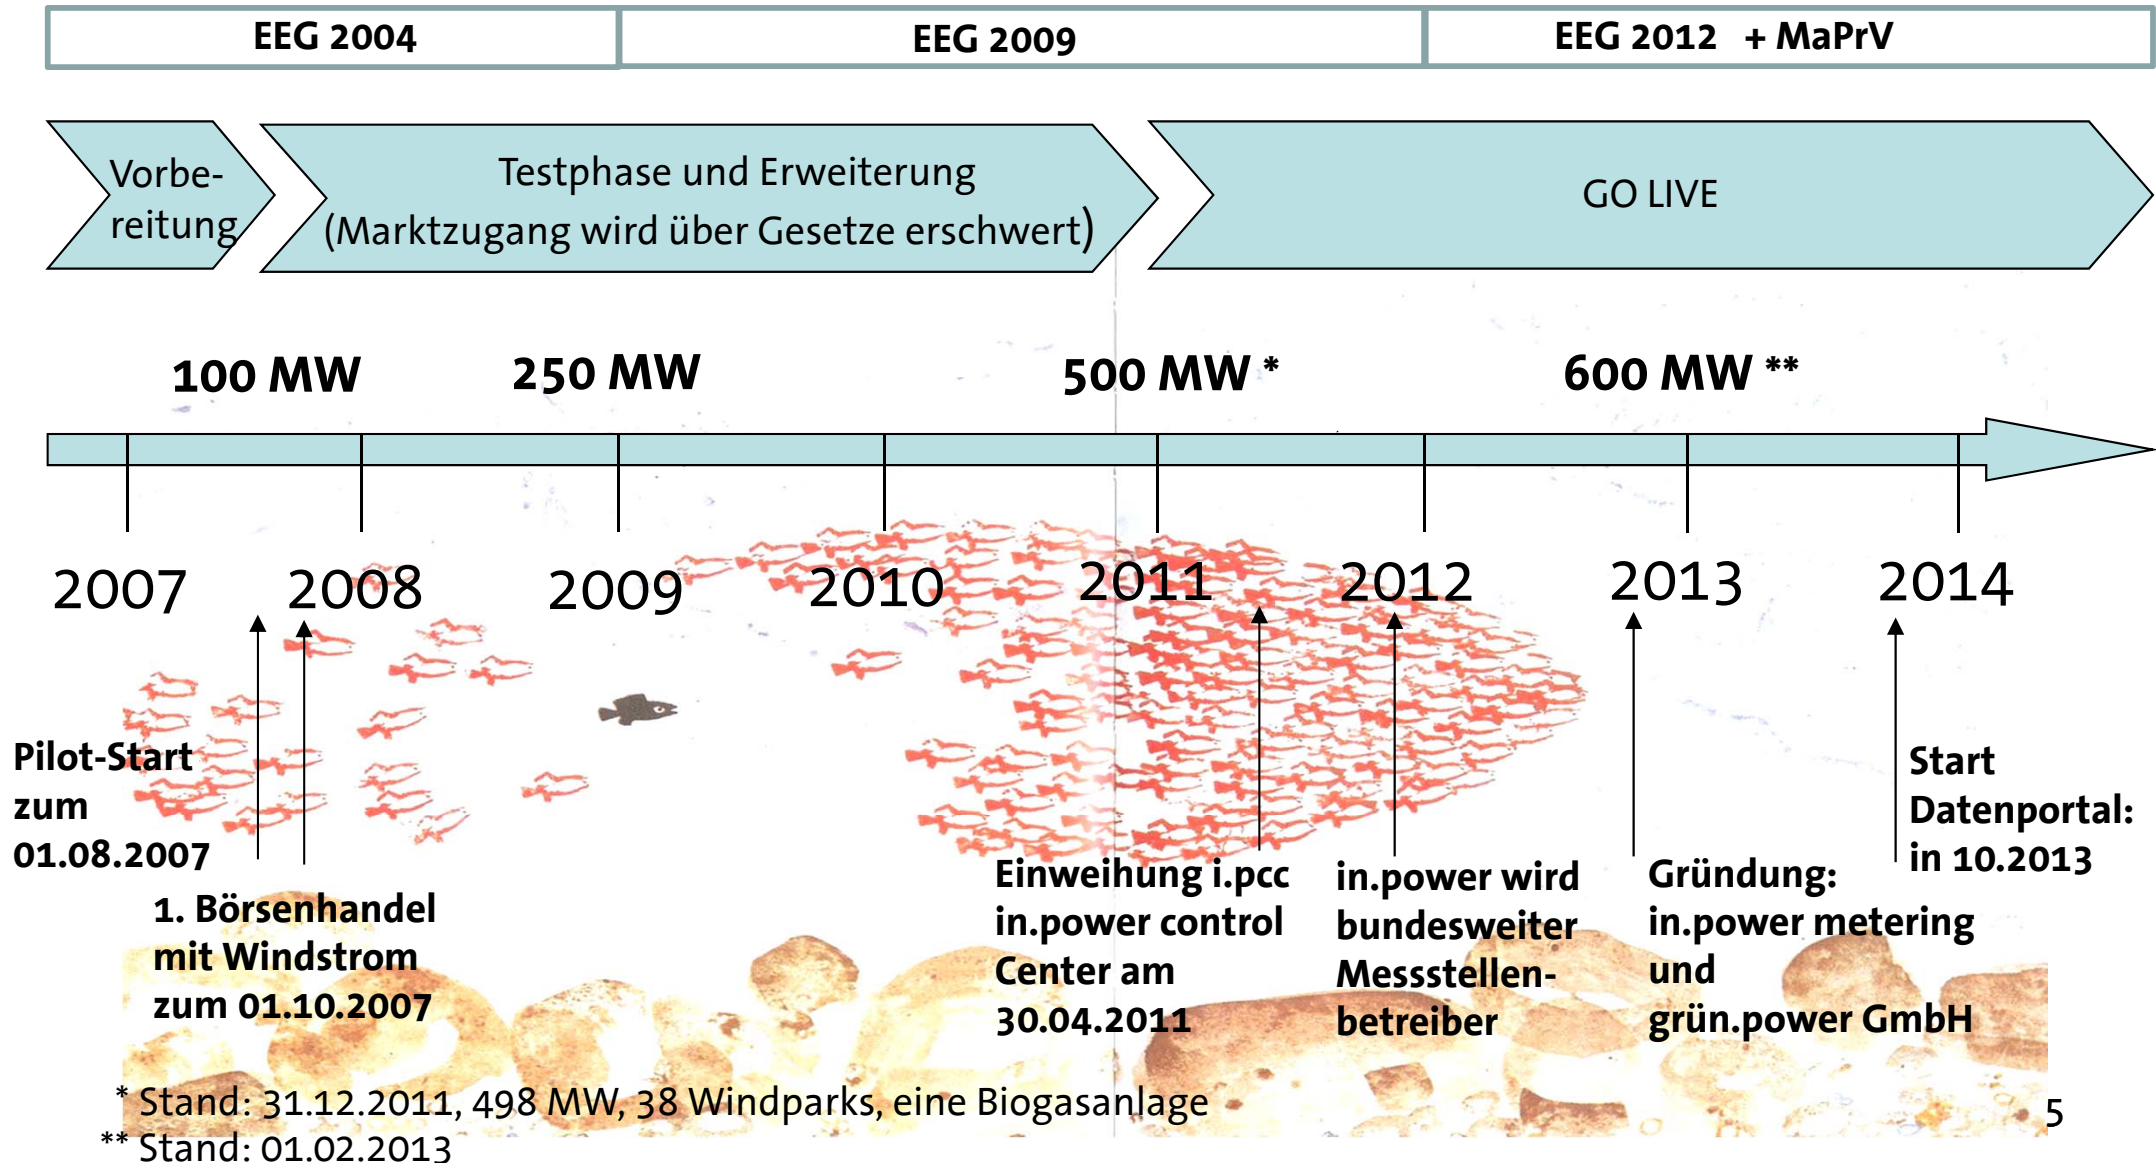 EEG 2004
EEG 2009
EEG 2012 + MaPrV
Vorbe-
reitung
Testphase und Erweiterung
(Marktzugang wird über Gesetze erschwert)
GO LIVE
100 MW
250 MW
500 MW *
600 MW **
2007
2008
2009
2010
2011
2012
2013
2014
Pilot-Start
zum
01.08.2007
1. Börsenhandel
mit Windstrom
zum 01.10.2007
Einweihung i.pcc
in.power control
Center am
30.04.2011
in.power wird
bundesweiter
Messstellen-
betreiber
Gründung:
in.power metering
und
grün.power GmbH
Start
Datenportal:
in 10.2013
* Stand: 31.12.2011, 498 MW, 38 Windparks, eine Biogasanlage
** Stand: 01.02.2013
5